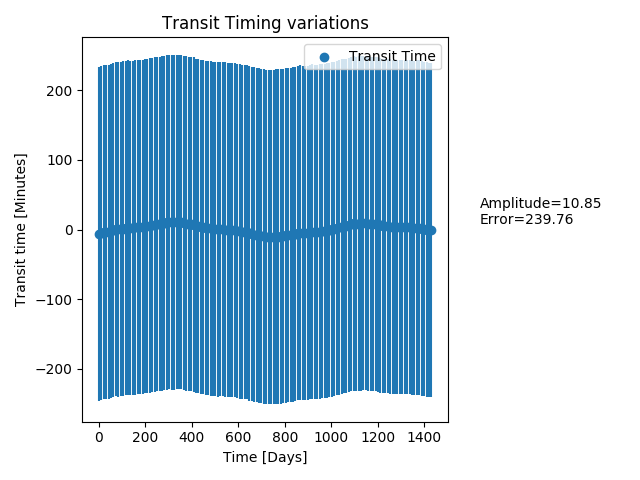 Transit Timing variations
Transit Time
Transit time [Minutes]
200
100
0
−100
−200
0 200 400 600 800 1000 1200 1400
Time [Days]
Amplitude=10.85
Error=239.76